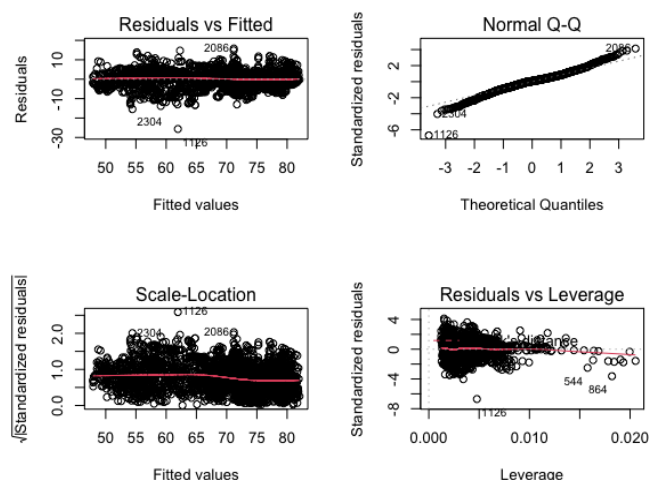 Residuals vs Fitted
Residuals
10
-10
-30
2086
2304
1126
50 55 60 65 70 75 80
Fitted values
Normal Q-Q
Standardized residuals
2
-2
-6
2086
2304
1126
-3 -2 -1 0 1 2 3
Theoretical Quantiles
Scale-Location
√|Standardized residuals|
2.0
1.0
0.0
1126
2304
2086
50 55 60 65 70 75 80
Fitted values
Residuals vs Leverage
Standardized residuals
4
0
-4
-8
distance
544
864
1126
0.000 0.010 0.020
Leverage